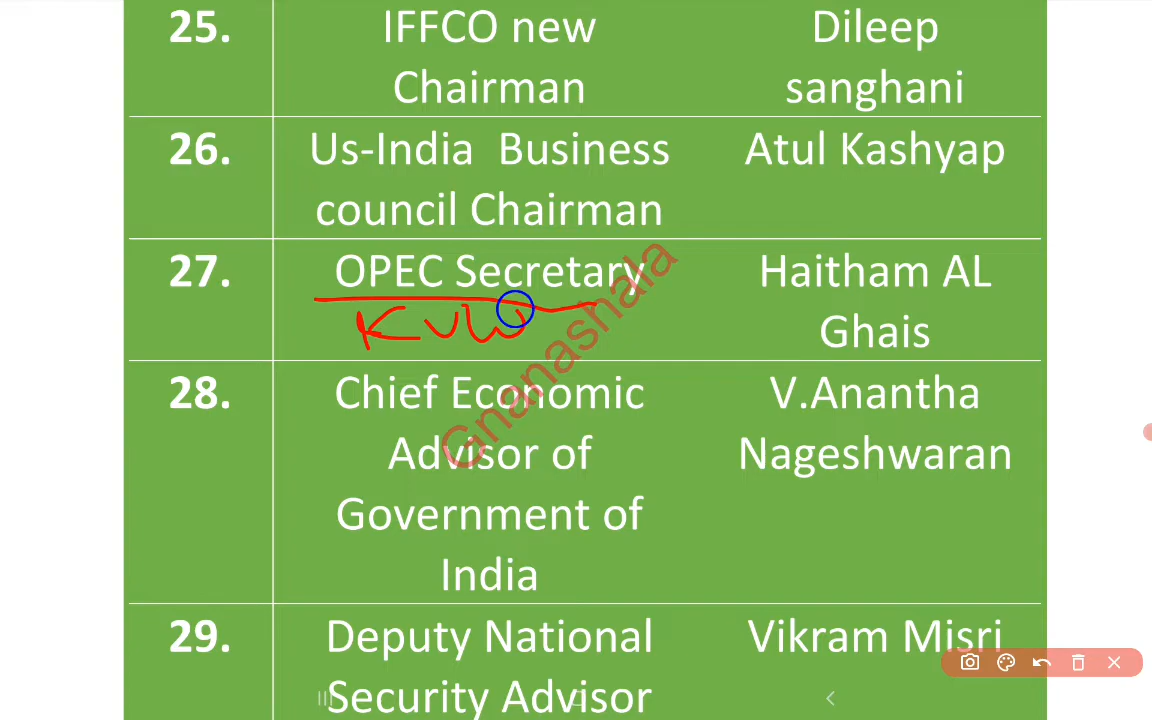 25. IFFCO new Dileep
Chairman sanghani
26. Us-India Business Atul Kashyap
council Chairman
27. OPEC Secretary Haitham AL
KUW Ghais
28. Chief Economic V.Anantha
Advisor of Nageshwaran
Government of
India
29. Deputy National Vikram Misri
Security Advisor
Gnanashala